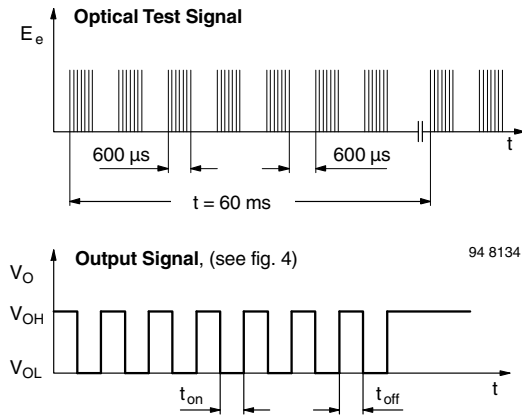 Optical Test Signal
E e
t
600 µs
600 µs
t = 60 ms
Output Signal, (see fig. 4)
94 8134
VO
VOH
VOL
t
ton
toff